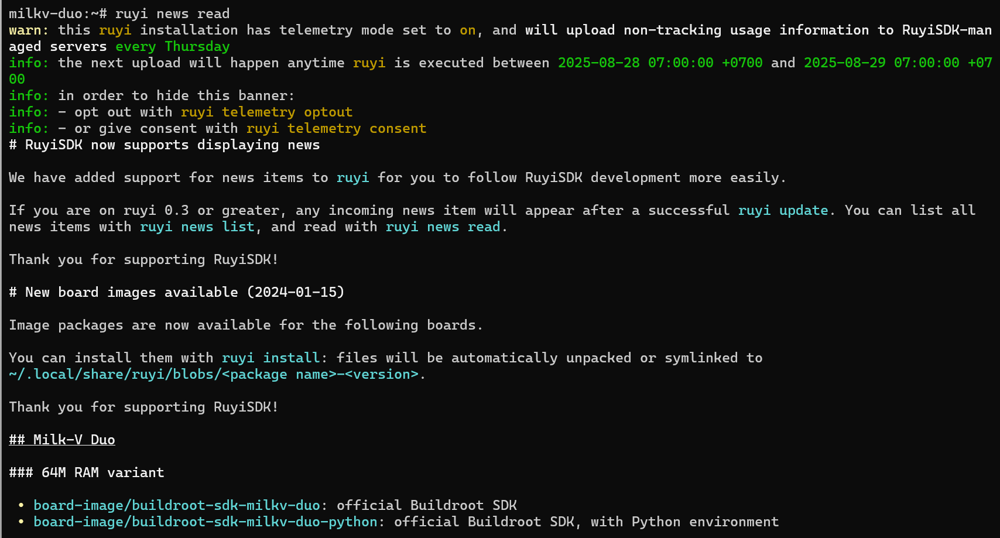 milkv-duo:~# ruyi news read
warn: this ruyi installation has telemetry mode set to on, and will upload non-tracking usage information to RuyiSDK-man
aged servers every Thursday
info: the next upload will happen anytime ruyi is executed between 2025-08-28 07:00:00 +0700 and 2025-08-29 07:00:00 +07
00
info: in order to hide this banner:
info: - opt out with ruyi telemetry optout
info: - or give consent with ruyi telemetry consent
# RuyiSDK now supports displaying news
We have added support for news items to ruyi for you to follow RuyiSDK development more easily.
If you are on ruyi 0.3 or greater, any incoming news item will appear after a successful ruyi update. You can list all
news items with ruyi news list, and read with ruyi news read.
Thank you for supporting RuyiSDK!
# New board images available (2024-01-15)
Image packages are now available for the following boards.
You can install them with ruyi install: files will be automatically unpacked or symlinked to
~/.local/share/ruyi/blobs/<package name>-<version>.
Thank you for supporting RuyiSDK!
## Milk-V Duo
### 64M RAM variant
• board-image/buildroot-sdk-milkv-duo: official Buildroot SDK
• board-image/buildroot-sdk-milkv-duo-python: official Buildroot SDK, with Python environment